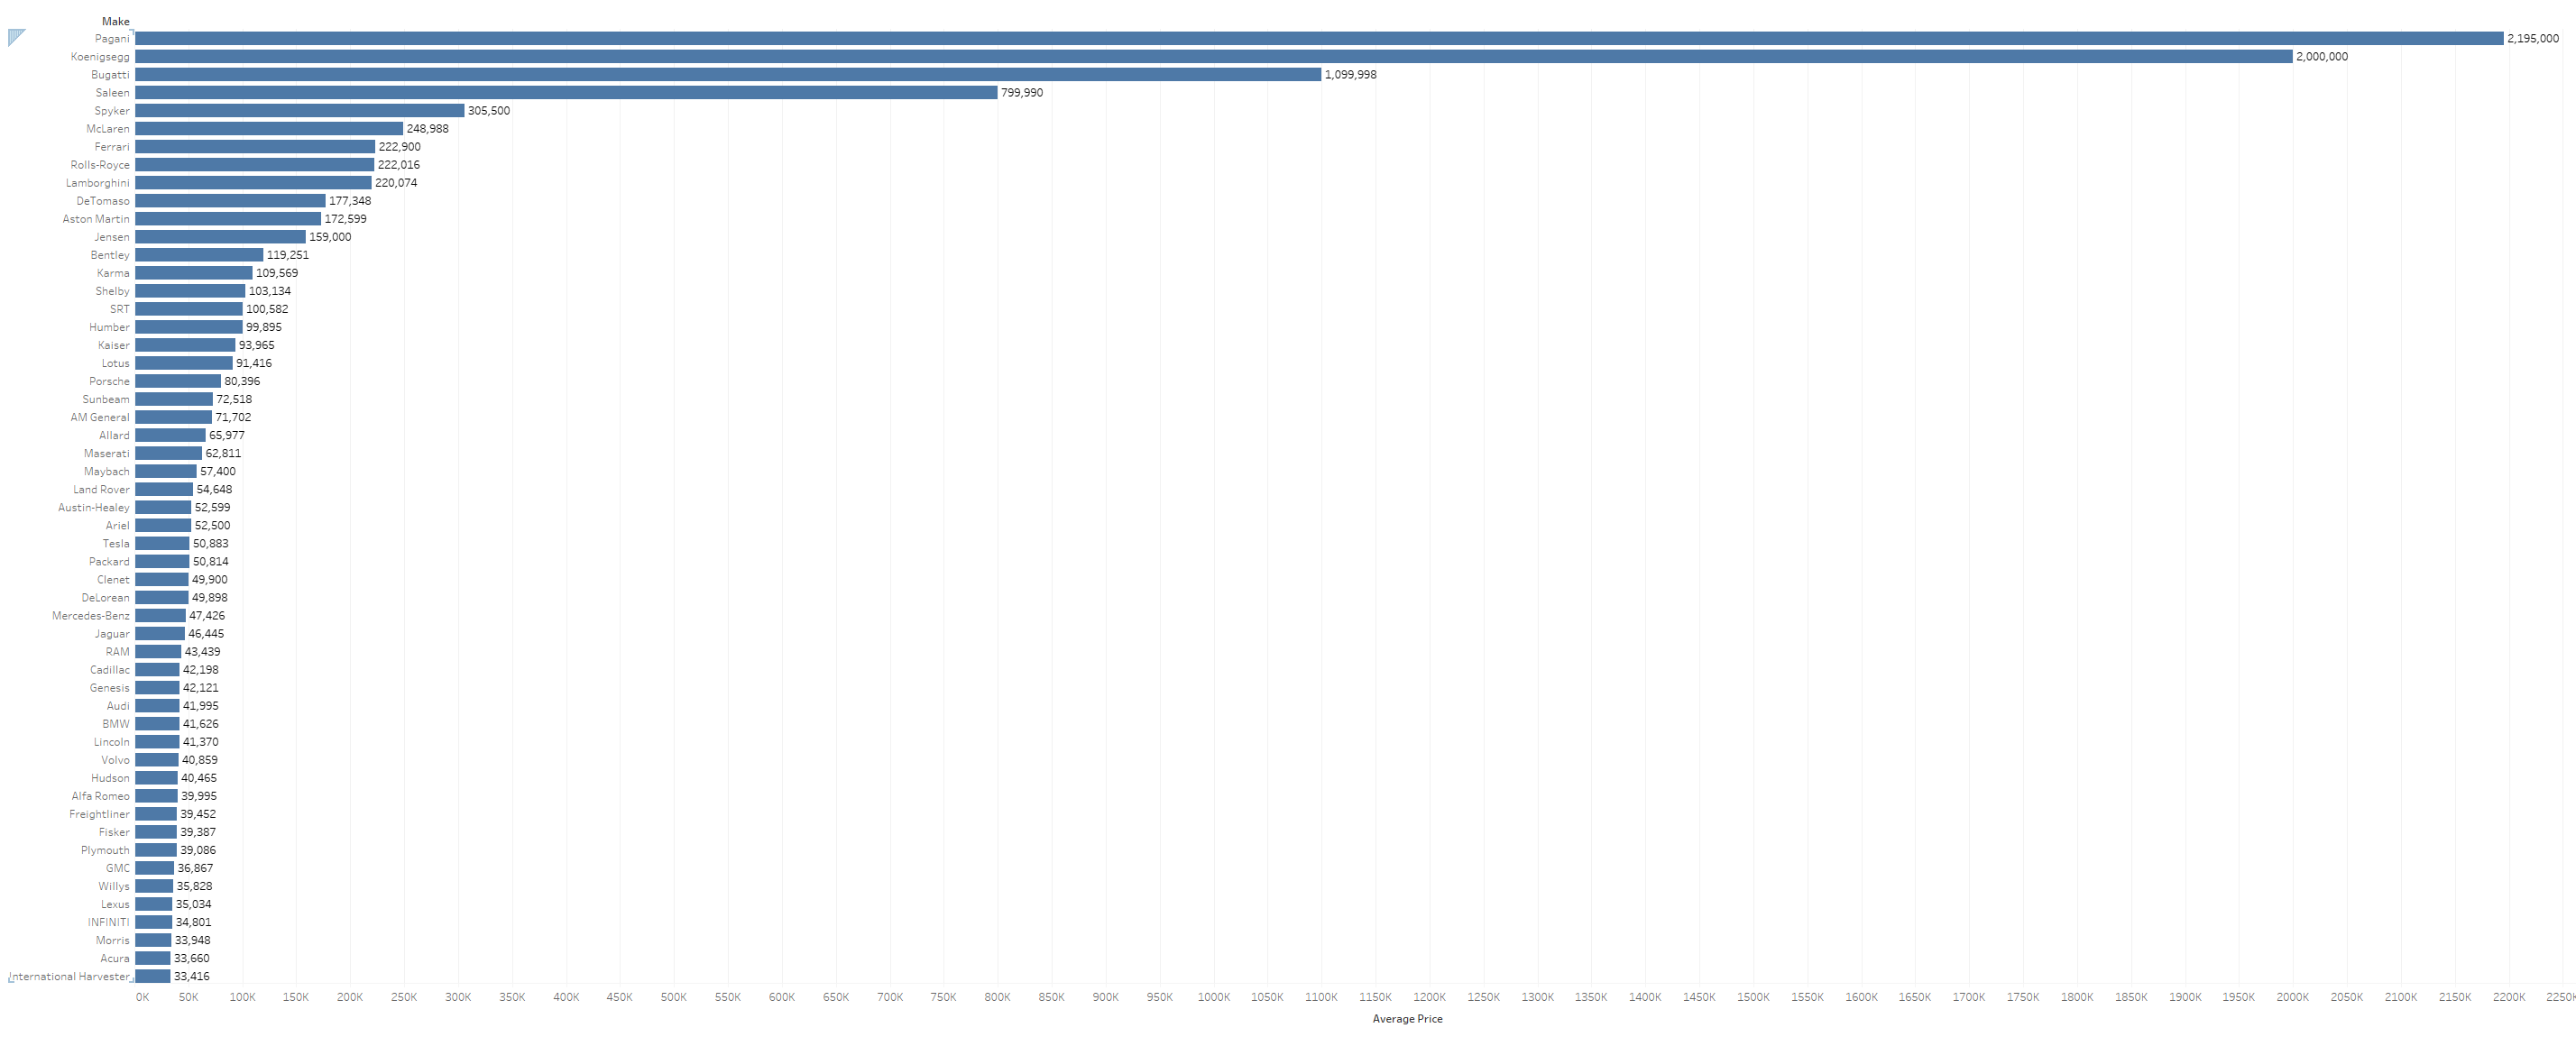 Make
Pagani 2,195,000
Koenigsegg 2,000,000
Bugatti 1,099,998
Saleen 799,990
Spyker 305,500
McLaren 248,988
Ferrari 222,900
Rolls-Royce 222,016
Lamborghini 220,074
DeTomaso 177,348
Aston Martin 172,599
Jensen 159,000
Bentley 119,251
Karma 109,569
Shelby 103,134
SRT 100,582
Humber 99,895
Kaiser 93,965
Lotus 91,416
Porsche 80,396
Sunbeam 72,518
AM General 71,702
Allard 65,977
Maserati 62,811
Maybach 57,400
Land Rover 54,648
Austin-Healey 52,599
Ariel 52,500
Tesla 50,883
Packard 50,814
Clenet 49,900
DeLorean 49,898
Mercedes-Benz 47,426
Jaguar 46,445
RAM 43,439
Cadillac 42,198
Genesis 42,121
Audi 41,995
BMW 41,626
Lincoln 41,370
Volvo 40,859
Hudson 40,465
Alfa Romeo 39,995
Freightliner 39,452
Fisker 39,387
Plymouth 39,086
GMC 36,867
Willys 35,828
Lexus 35,034
INFINITI 34,801
Morris 33,948
Acura 33,660
International Harvester 33,416
0K 50K 100K 150K 200K 250K 300K 350K 400K 450K 500K 550K 600K 650K 700K 750K 800K 850K 900K 950K 1000K 1050K 1100K 1150K 1200K 1250K 1300K 1350K 1400K 1450K 1500K 1550K 1600K 1650K 1700K 1750K 1800K 1850K 1900K 1950K 2000K 2050K 2100K 2150K 2200K 2250K
Average Price